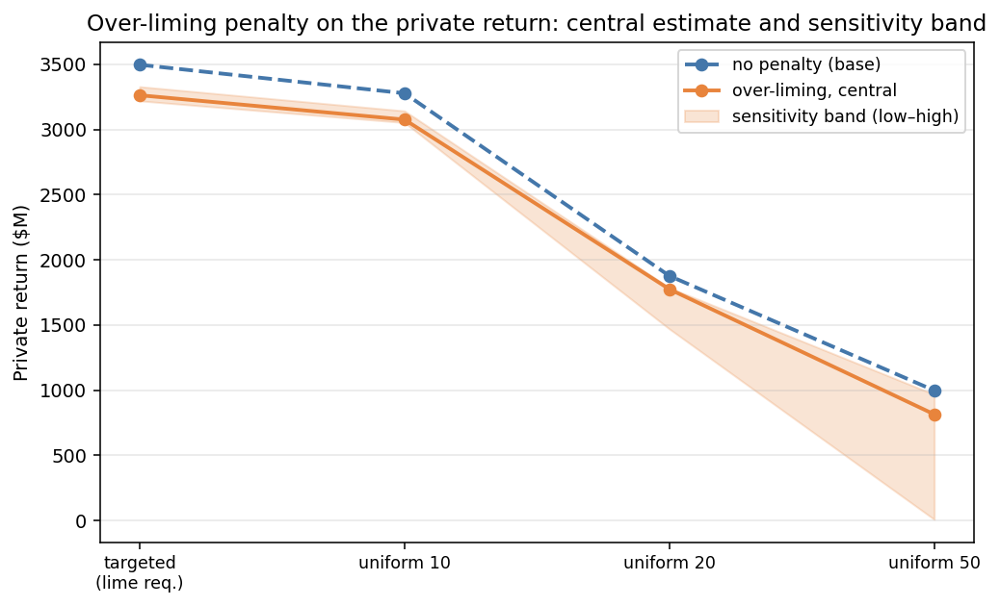 Over-liming penalty on the private return: central estimate and sensitivity band
Private return ($M)
3500
3000
2500
2000
1500
1000
500
0
no penalty (base)
over-liming, central
sensitivity band (low–high)
targeted
(lime req.)
uniform 10
uniform 20
uniform 50